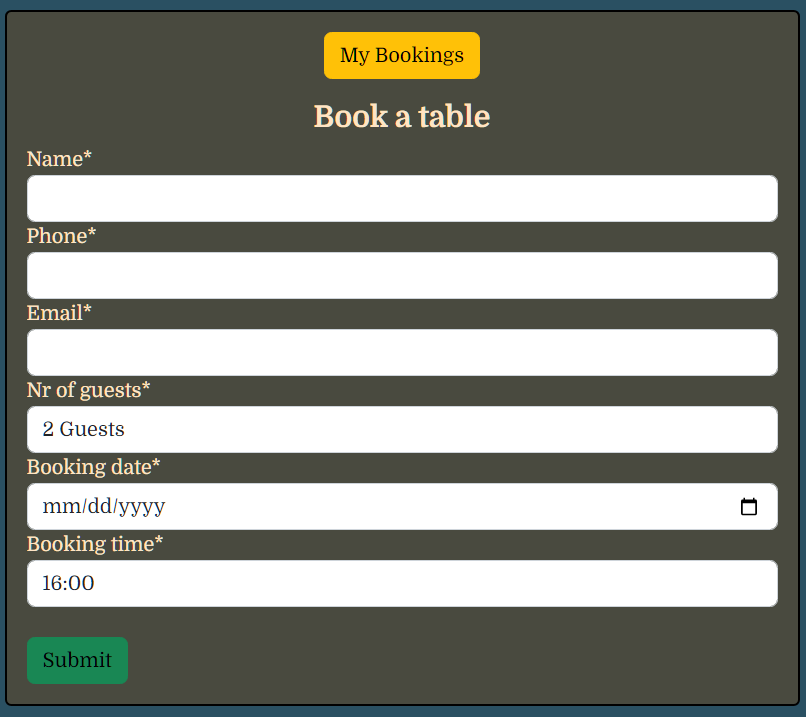 My Bookings
Book a table
Name*
Phone*
Email*
Nr of guests*
2 Guests
Booking date*
mm/dd/yyyy
Booking time*
16:00
Submit